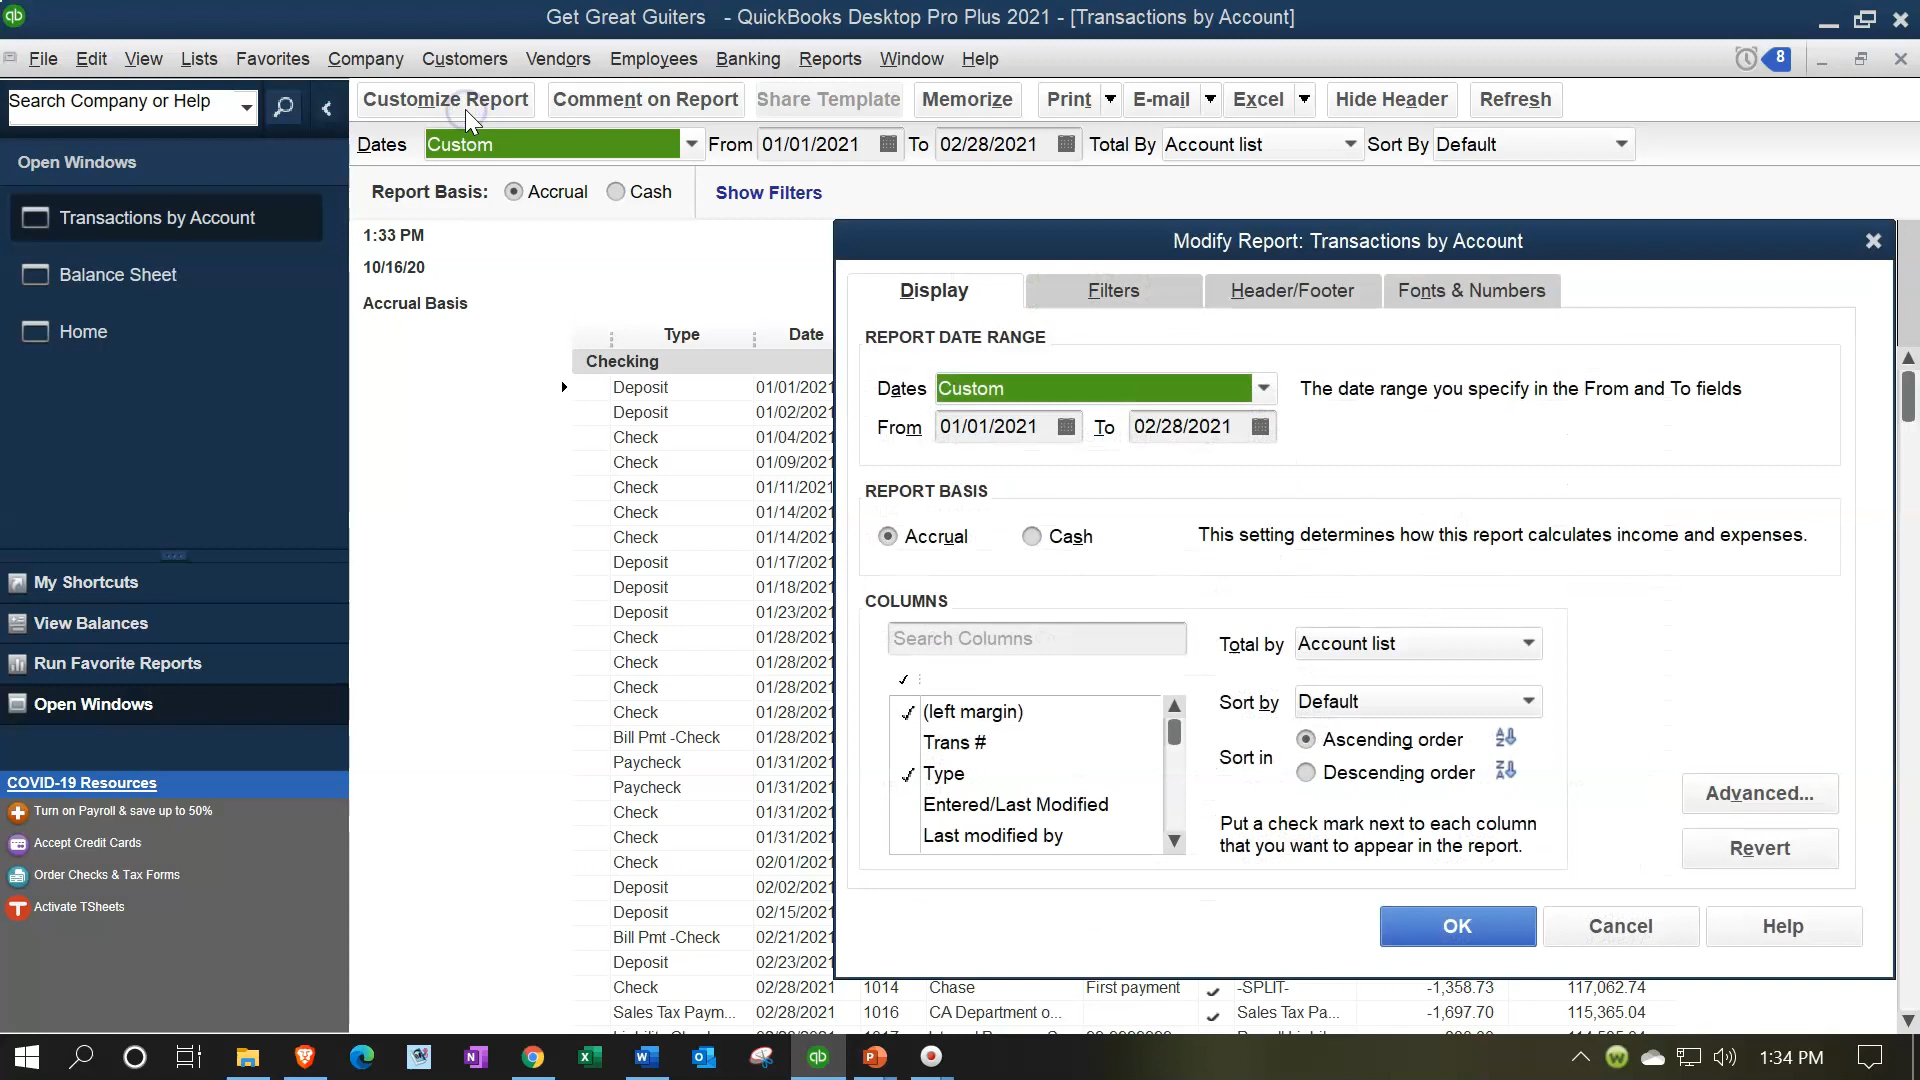 Get Great Guiters - QuickBooks Desktop Pro Plus 2021 - [Transactions by Account]
File Edit View Lists Favorites Company Customers Vendors Employees Banking Reports Window Help 8
Search Company or Help
Customize Report Comment on Report Share Template Memorize Print E-mail Excel Hide Header Refresh
Dates Custom From 01/01/2021 To 02/28/2021 Total By Account list Sort By Default
Report Basis: Accrual Cash Show Filters
Open Windows
Transactions by Account
Balance Sheet
Home
My Shortcuts
View Balances
Run Favorite Reports
Open Windows
COVID-19 Resources
Turn on Payroll & save up to 50%
Accept Credit Cards
Order Checks & Tax Forms
Activate TSheets
1:33 PM
10/16/20
Accrual Basis
Type Date
Checking
Deposit 01/01/2021
Deposit 01/02/2021
Check 01/04/2021
Check 01/09/2021
Check 01/11/2021
Check 01/14/2021
Check 01/14/2021
Deposit 01/17/2021
Deposit 01/18/2021
Deposit 01/23/2021
Check 01/28/2021
Check 01/28/2021
Check 01/28/2021
Check 01/28/2021
Bill Pmt -Check 01/28/2021
Paycheck 01/31/2021
Paycheck 01/31/2021
Check 01/31/2021
Check 01/31/2021
Check 02/01/2021
Deposit 02/02/2021
Deposit 02/15/2021
Bill Pmt -Check 02/21/2021
Deposit 02/23/2021
Check 02/28/2021 1014 Chase First payment -SPLIT- -1,358.73 117,062.74
Sales Tax Paym... 02/28/2021 1016 CA Department o... Sales Tax Pa... -1,697.70 115,365.04
Modify Report: Transactions by Account
Display Filters Header/Footer Fonts & Numbers
REPORT DATE RANGE
Dates Custom The date range you specify in the From and To fields
From 01/01/2021 To 02/28/2021
REPORT BASIS
Accrual Cash This setting determines how this report calculates income and expenses.
COLUMNS
Search Columns
(left margin)
Trans #
Type
Entered/Last Modified
Last modified by
Total by Account list
Sort by Default
Sort in Ascending order
Descending order
Put a check mark next to each column
that you want to appear in the report.
Advanced...
Revert
OK Cancel Help
1:34 PM